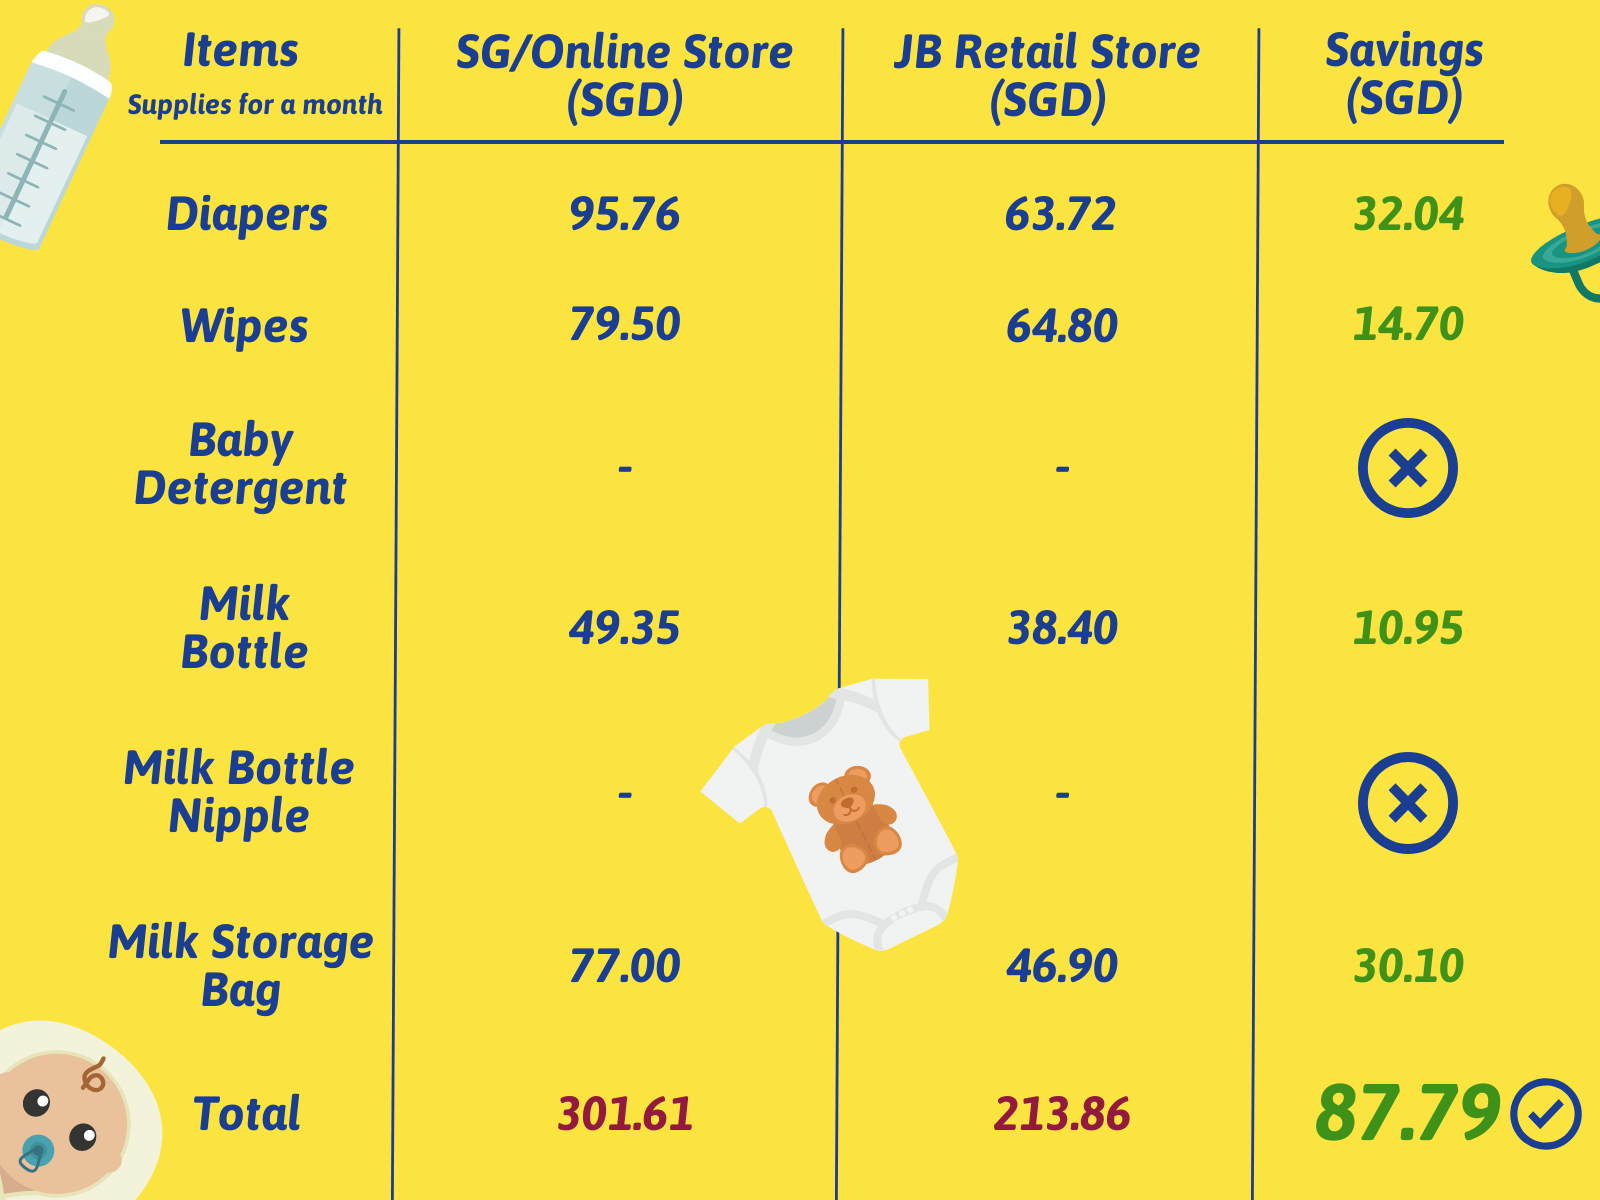 Items
Supplies for a month
SG/Online Store
(SGD)
JB Retail Store
(SGD)
Savings
(SGD)
Diapers 95.76 63.72 32.04
Wipes 79.50 64.80 14.70
Baby
Detergent
- -
Milk
Bottle
49.35 38.40 10.95
Milk Bottle
Nipple
- -
Milk Storage
Bag
77.00 46.90 30.10
Total 301.61 213.86 87.79